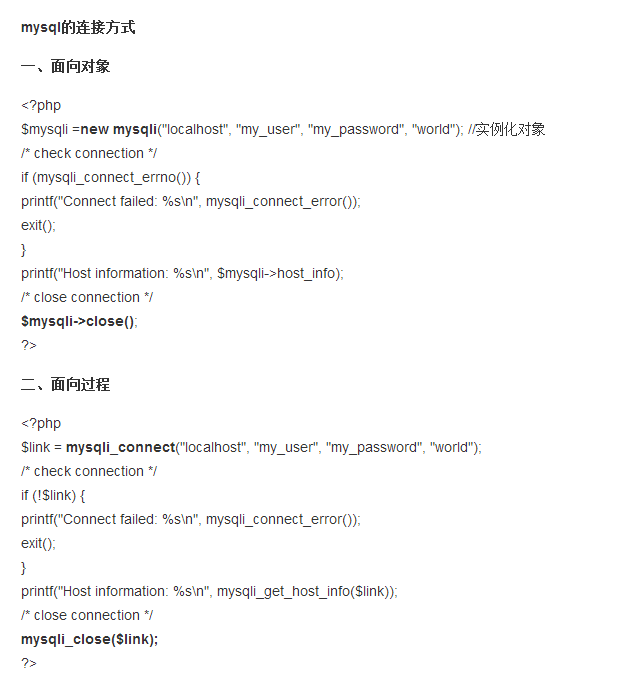 mysql的连接方式
一、面向对象
<?php
$mysqli =new mysqli("localhost", "my_user", "my_password", "world"); //实例化对象
/* check connection */
if (mysqli_connect_errno()) {
printf("Connect failed: %s\n", mysqli_connect_error());
exit();
}
printf("Host information: %s\n", $mysqli->host_info);
/* close connection */
$mysqli->close();
?>
二、面向过程
<?php
$link = mysqli_connect("localhost", "my_user", "my_password", "world");
/* check connection */
if (!$link) {
printf("Connect failed: %s\n", mysqli_connect_error());
exit();
}
printf("Host information: %s\n", mysqli_get_host_info($link));
/* close connection */
mysqli_close($link);
?>